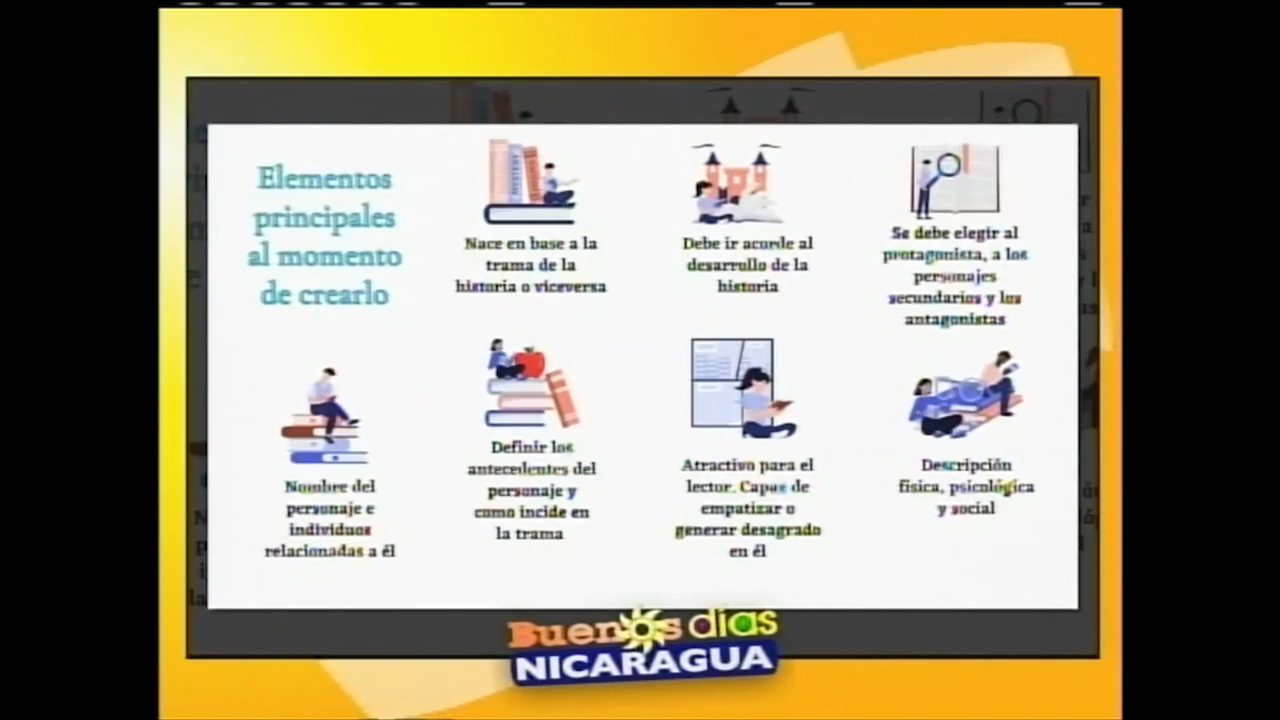 Elementos
principales
al momento
de crearlo
MYSTERY
Nace en base a la
trama de la
historia o viceversa
Debe ir acorde al
desarrollo de la
historia
Se debe elegir al
protagonista, a los
personajes
secundarios y los
antagonistas
Nombre del
personaje e
individuos
relacionadas a él
Definir los
antecedentes del
personaje y
como incide en
la trama
Atractivo para el
lector. Capaz de
empatizar o
generar desagrado
en él
Descripción
física, psicológica
y social
Buenos días
NICARAGUA